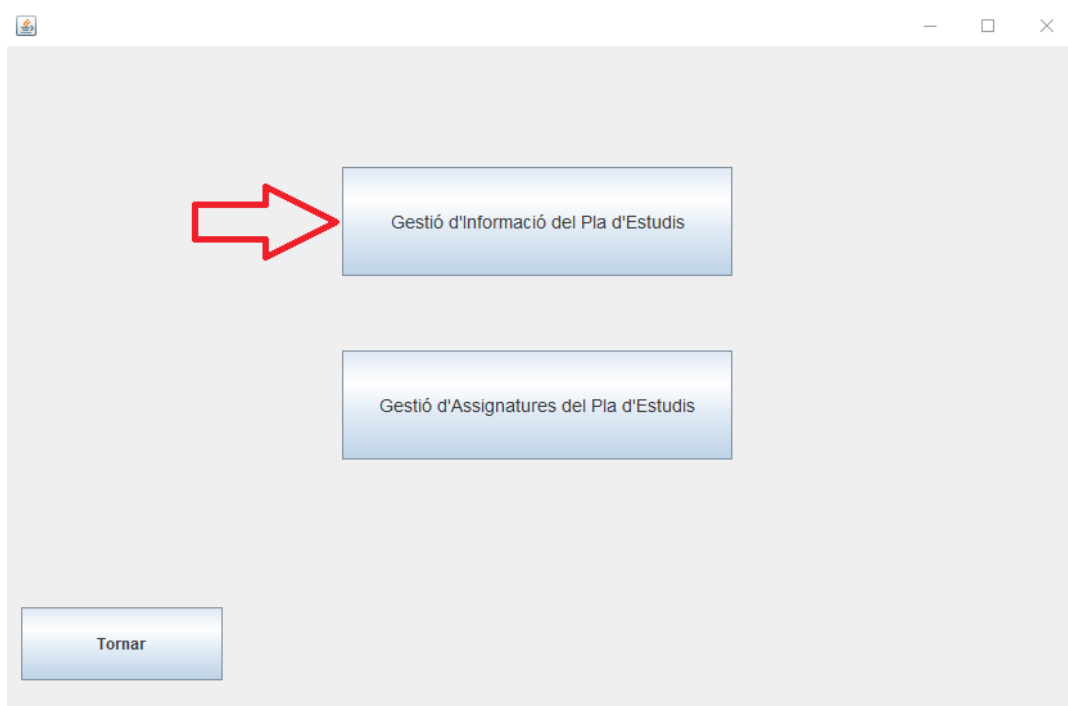 Gestió d'Informació del Pla d'Estudis
Gestió d'Assignatures del Pla d'Estudis
Tornar